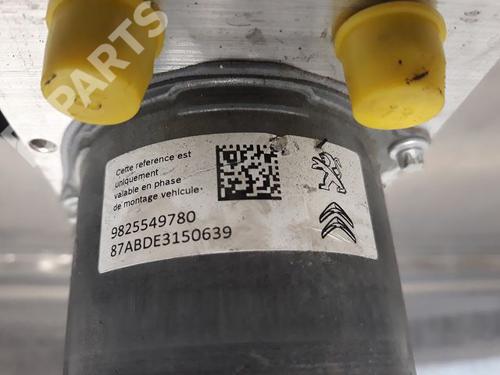 PARTS
Cette reference est
uniquement
valable en phase
de montage vehicule
9825549780
87ABDE3150639